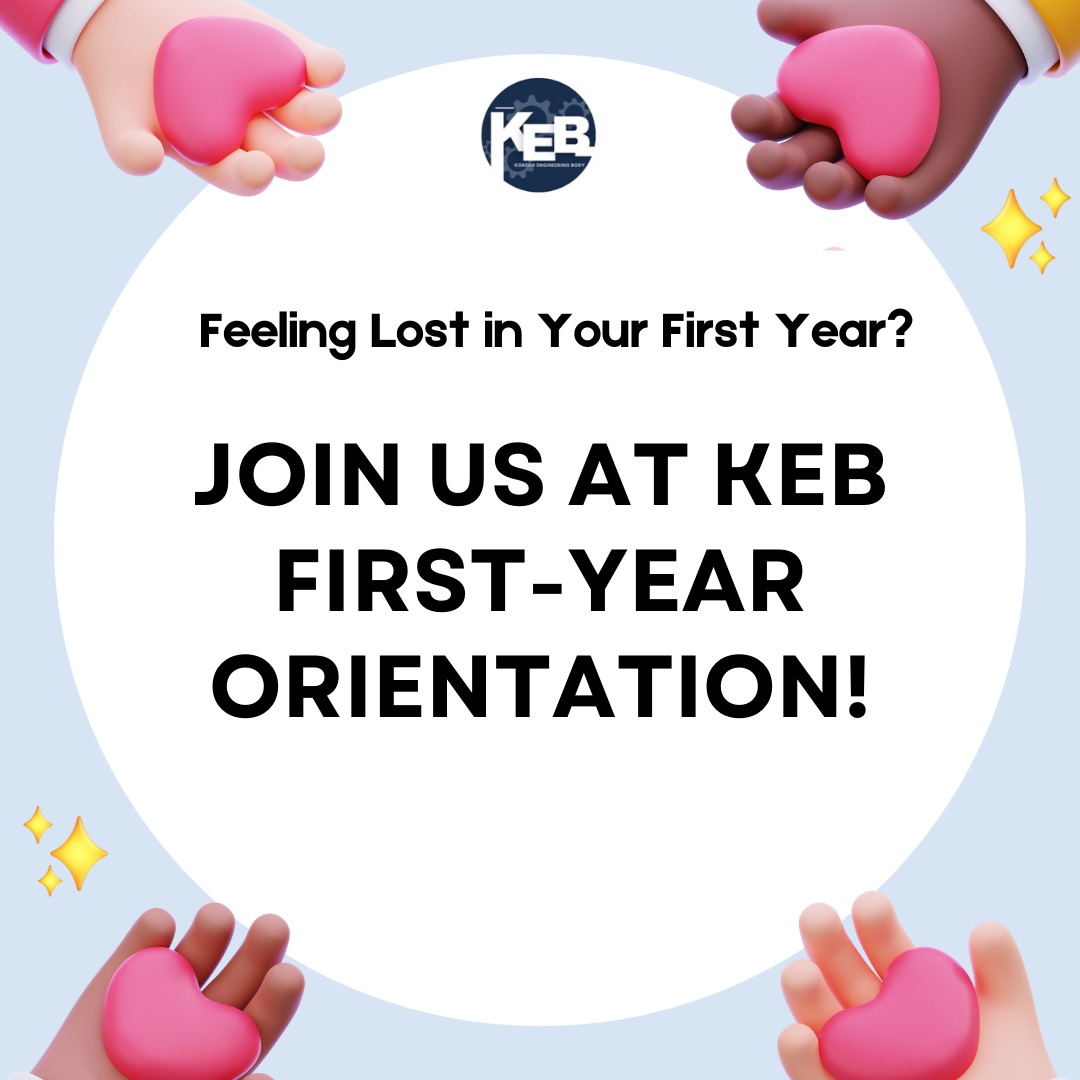 KEB
KOREAN ENGINEERING BODY
Feeling Lost in Your First Year?
JOIN US AT KEB
FIRST-YEAR
ORIENTATION!